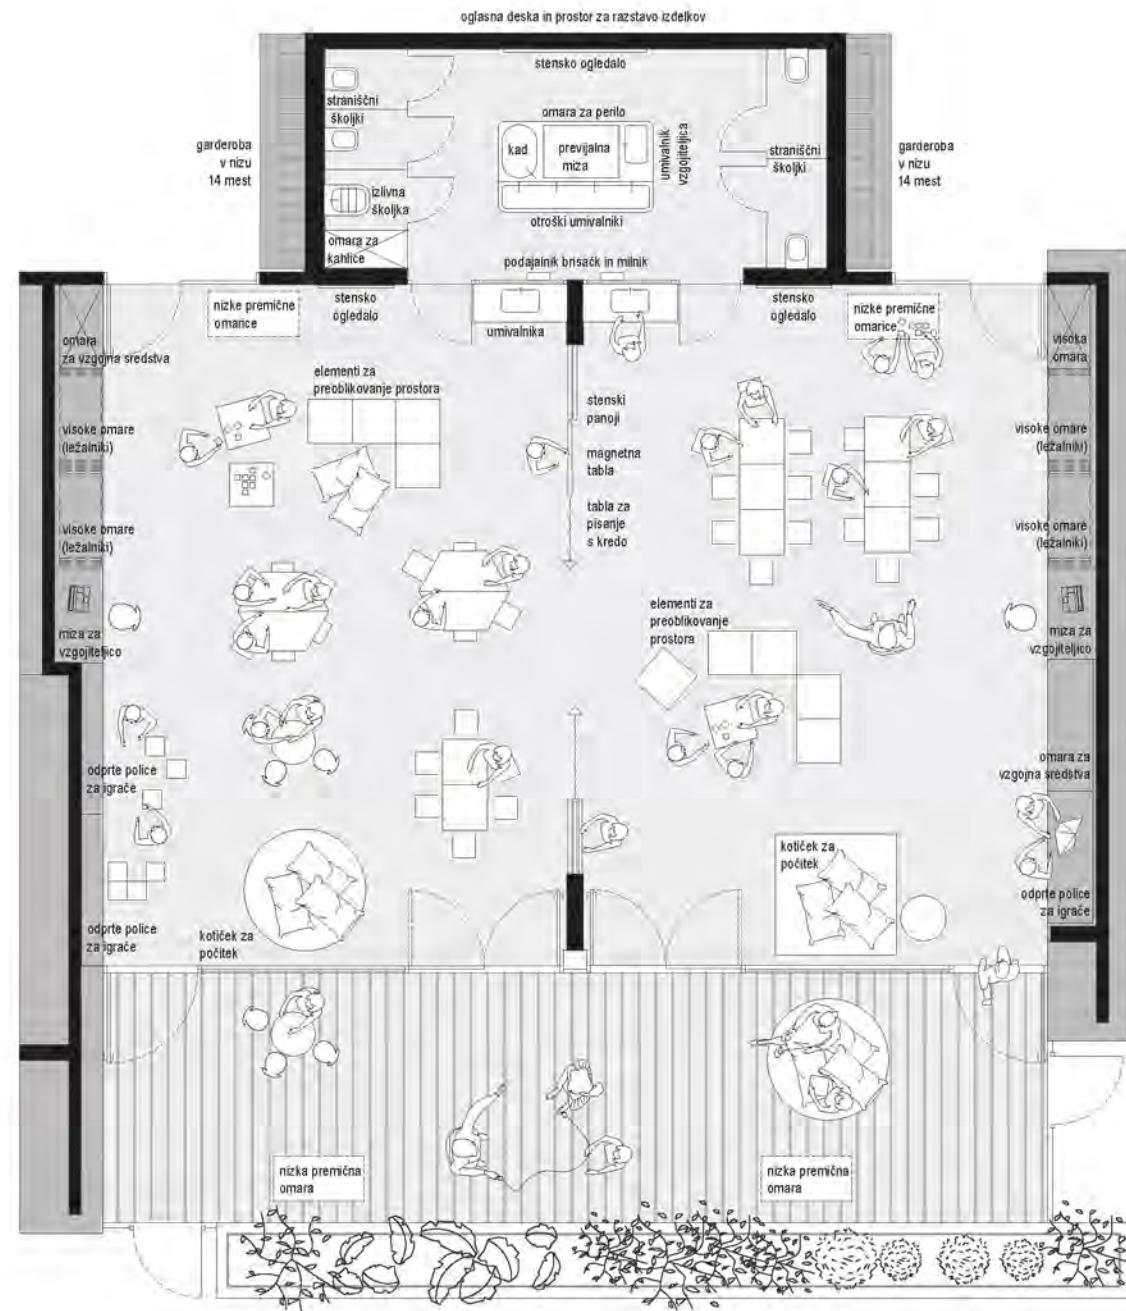 oglasna deska in prostor za razstavo izdelkov
stensko ogledalo
straniščni
školjki
omara za perilo
kad
previjalna
miza
umivalnik
vzgojiteljica
straniščni
školjki
garderoba
v nizu
14 mest
garderoba
v nizu
14 mest
izlivna
školjka
otroški umivalniki
omara za
kahlice
podajalnik brisačk in milnik
nizke premične
omarice
stensko
ogledalo
umivalnika
stensko
ogledalo
nizke premične
omarice
omara
za vzgojna sredstva
visoka
omara
elementi za
preoblikovanje prostora
stenski
panoji
visoke omare
(ležalniki)
magnetna
tabla
visoke omare
(ležalniki)
tabla za
pisanje
s kredo
visoke omare
(ležalniki)
visoke omare
(ležalniki)
elementi za
preoblikovanje
prostora
miza za
vzgojiteljico
miza za
vzgojiteljico
odprte police
za igrače
omara za
vzgojna sredstva
kotiček za
počitek
odprte police
za igrače
odprte police
za igrače
kotiček za
počitek
nizka premična
omara
nizka premična
omara